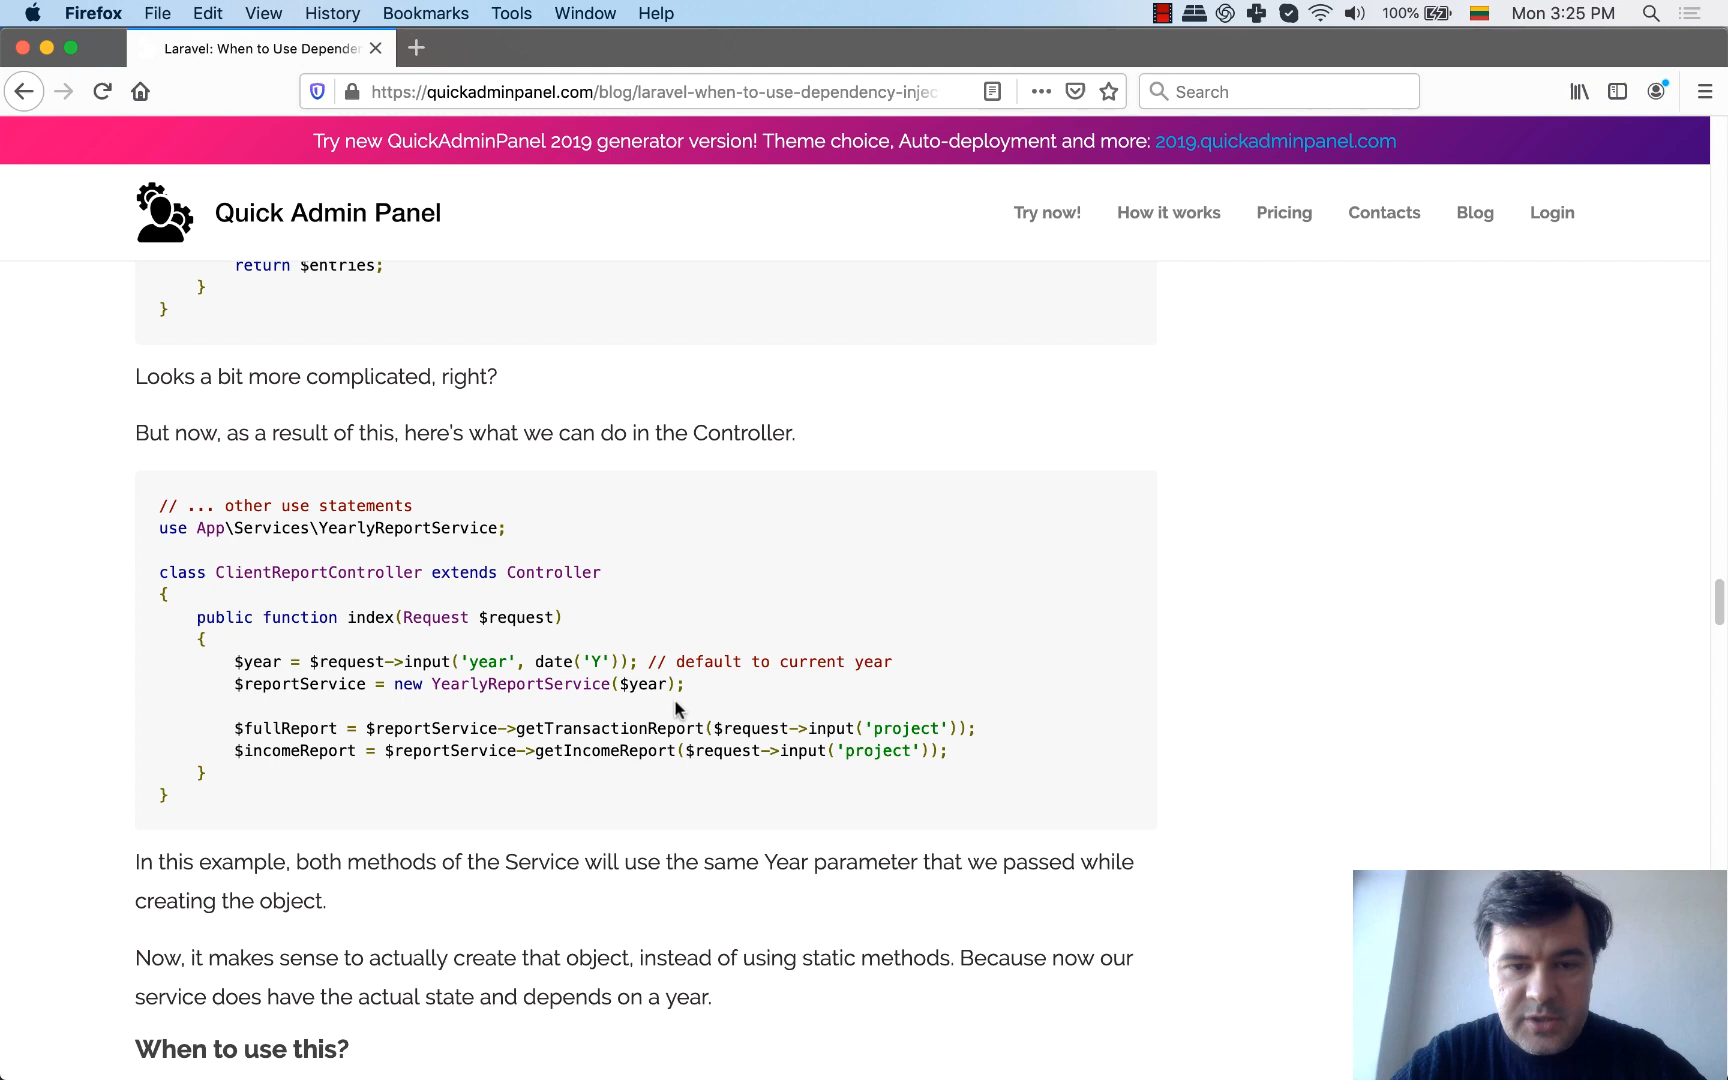 Firefox File Edit View History Bookmarks Tools Window Help 100% Mon 3:25 PM
Laravel: When to Use Depender
https://quickadminpanel.com/blog/laravel-when-to-use-dependency-injec Search
Try new QuickAdminPanel 2019 generator version! Theme choice, Auto-deployment and more: 2019.quickadminpanel.com
Quick Admin Panel Try now! How it works Pricing Contacts Blog Login
return $entries;
}
}
Looks a bit more complicated, right?
But now, as a result of this, here's what we can do in the Controller.
// ... other use statements
use App\Services\YearlyReportService;
class ClientReportController extends Controller
{
public function index(Request $request)
{
$year = $request->input('year', date('Y')); // default to current year
$reportService = new YearlyReportService($year);
$fullReport = $reportService->getTransactionReport($request->input('project'));
$incomeReport = $reportService->getIncomeReport($request->input('project'));
}
}
In this example, both methods of the Service will use the same Year parameter that we passed while
creating the object.
Now, it makes sense to actually create that object, instead of using static methods. Because now our
service does have the actual state and depends on a year.
When to use this?